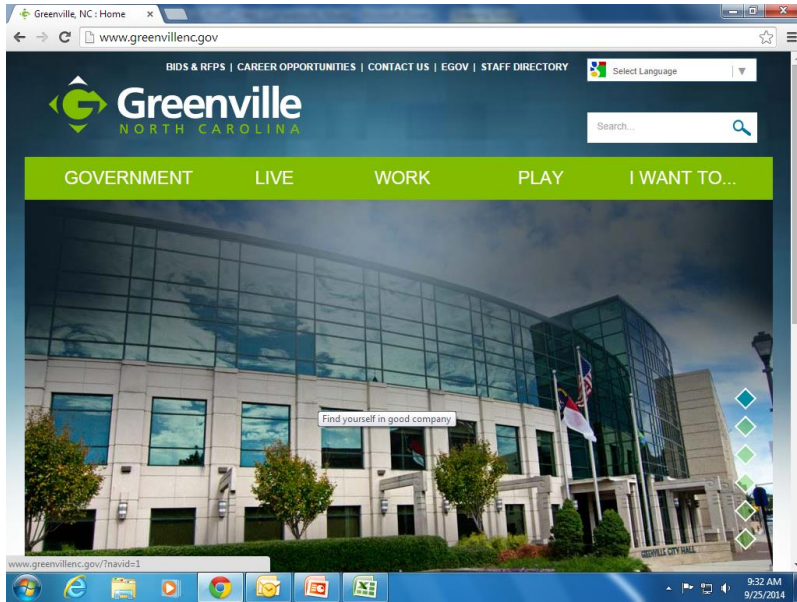 Greenville, NC : Home
www.greenvillenc.gov
BIDS & RFPS | CAREER OPPORTUNITIES | CONTACT US | EGOV | STAFF DIRECTORY
Select Language
Greenville
NORTH CAROLINA
Search...
GOVERNMENT LIVE WORK PLAY I WANT TO...
Find yourself in good company
GREENVILLE CITY HALL
www.greenvillenc.gov/?navid=1
9:32 AM
9/25/2014